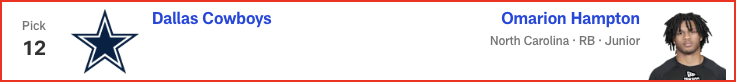 Pick
12
Dallas Cowboys
Omarion Hampton
North Carolina · RB · Junior